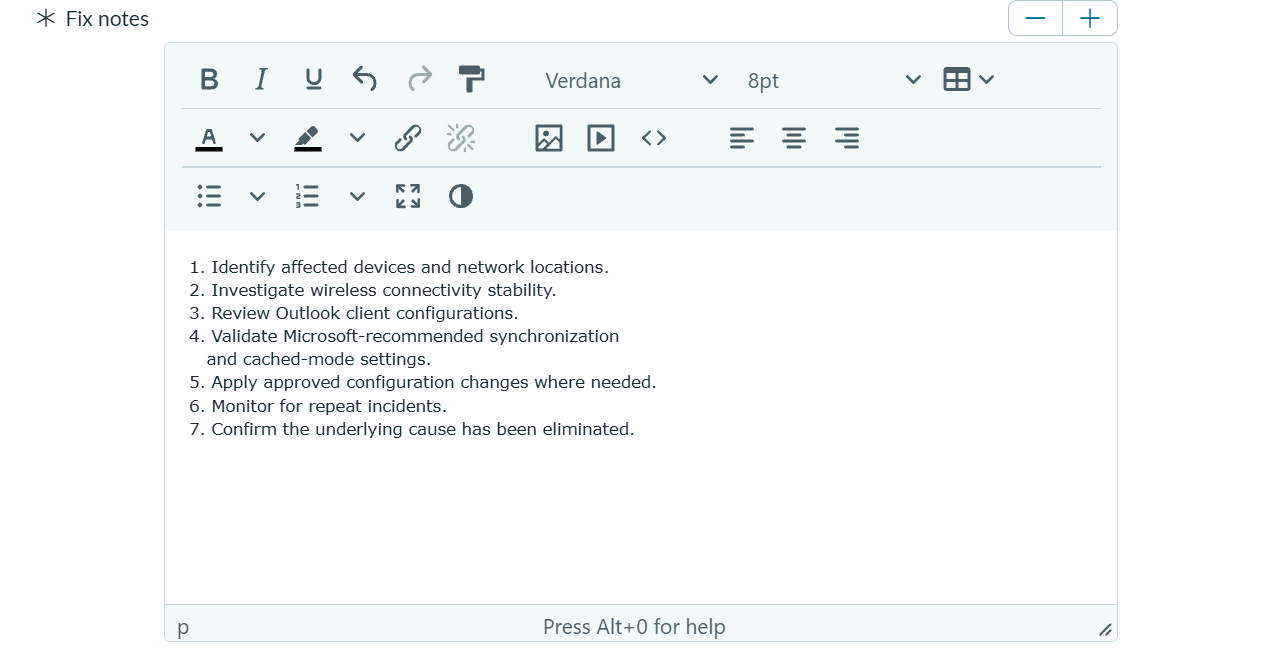 Fix notes
Verdana 8pt
1. Identify affected devices and network locations.
2. Investigate wireless connectivity stability.
3. Review Outlook client configurations.
4. Validate Microsoft-recommended synchronization
and cached-mode settings.
5. Apply approved configuration changes where needed.
6. Monitor for repeat incidents.
7. Confirm the underlying cause has been eliminated.
p Press Alt+0 for help